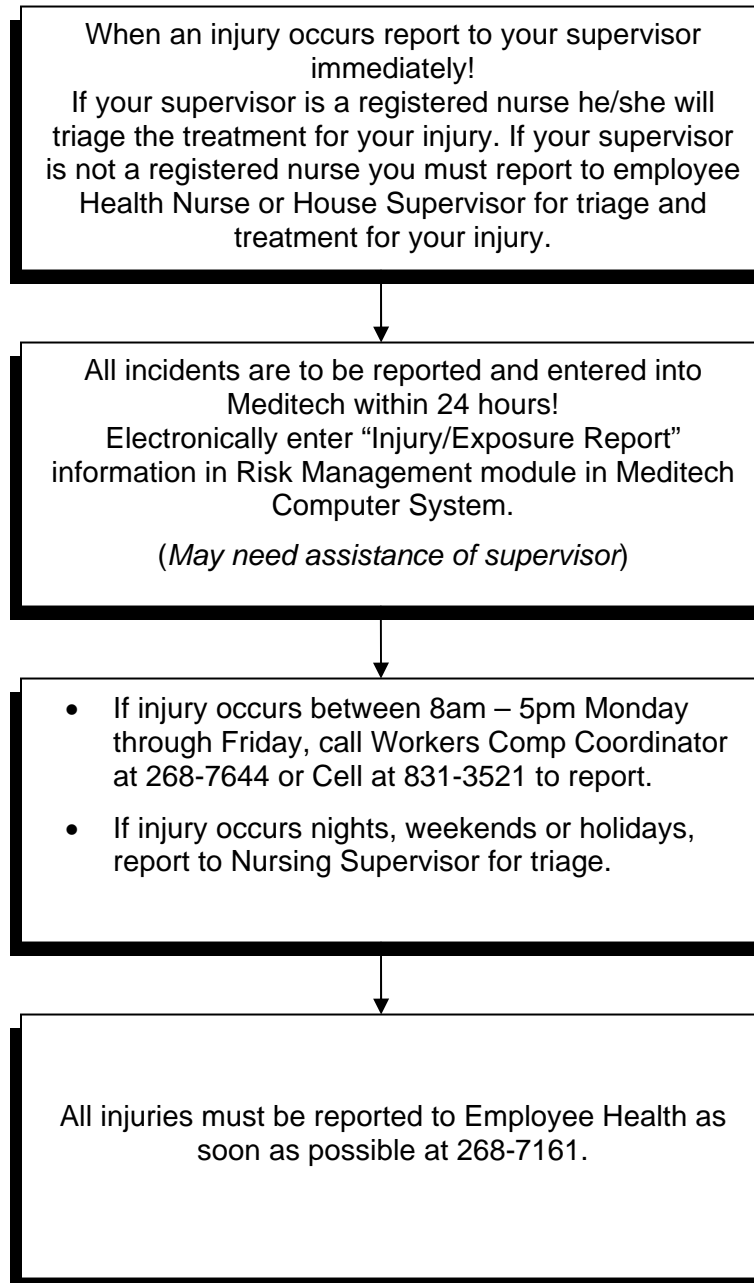 When an injury occurs report to your supervisor
immediately!
If your supervisor is a registered nurse he/she will
triage the treatment for your injury. If your supervisor
is not a registered nurse you must report to employee
Health Nurse or House Supervisor for triage and
treatment for your injury.
All incidents are to be reported and entered into
Meditech within 24 hours!
Electronically enter “Injury/Exposure Report”
information in Risk Management module in Meditech
Computer System.
(May need assistance of supervisor)
• If injury occurs between 8am – 5pm Monday
through Friday, call Workers Comp Coordinator
at 268-7644 or Cell at 831-3521 to report.
• If injury occurs nights, weekends or holidays,
report to Nursing Supervisor for triage.
All injuries must be reported to Employee Health as
soon as possible at 268-7161.